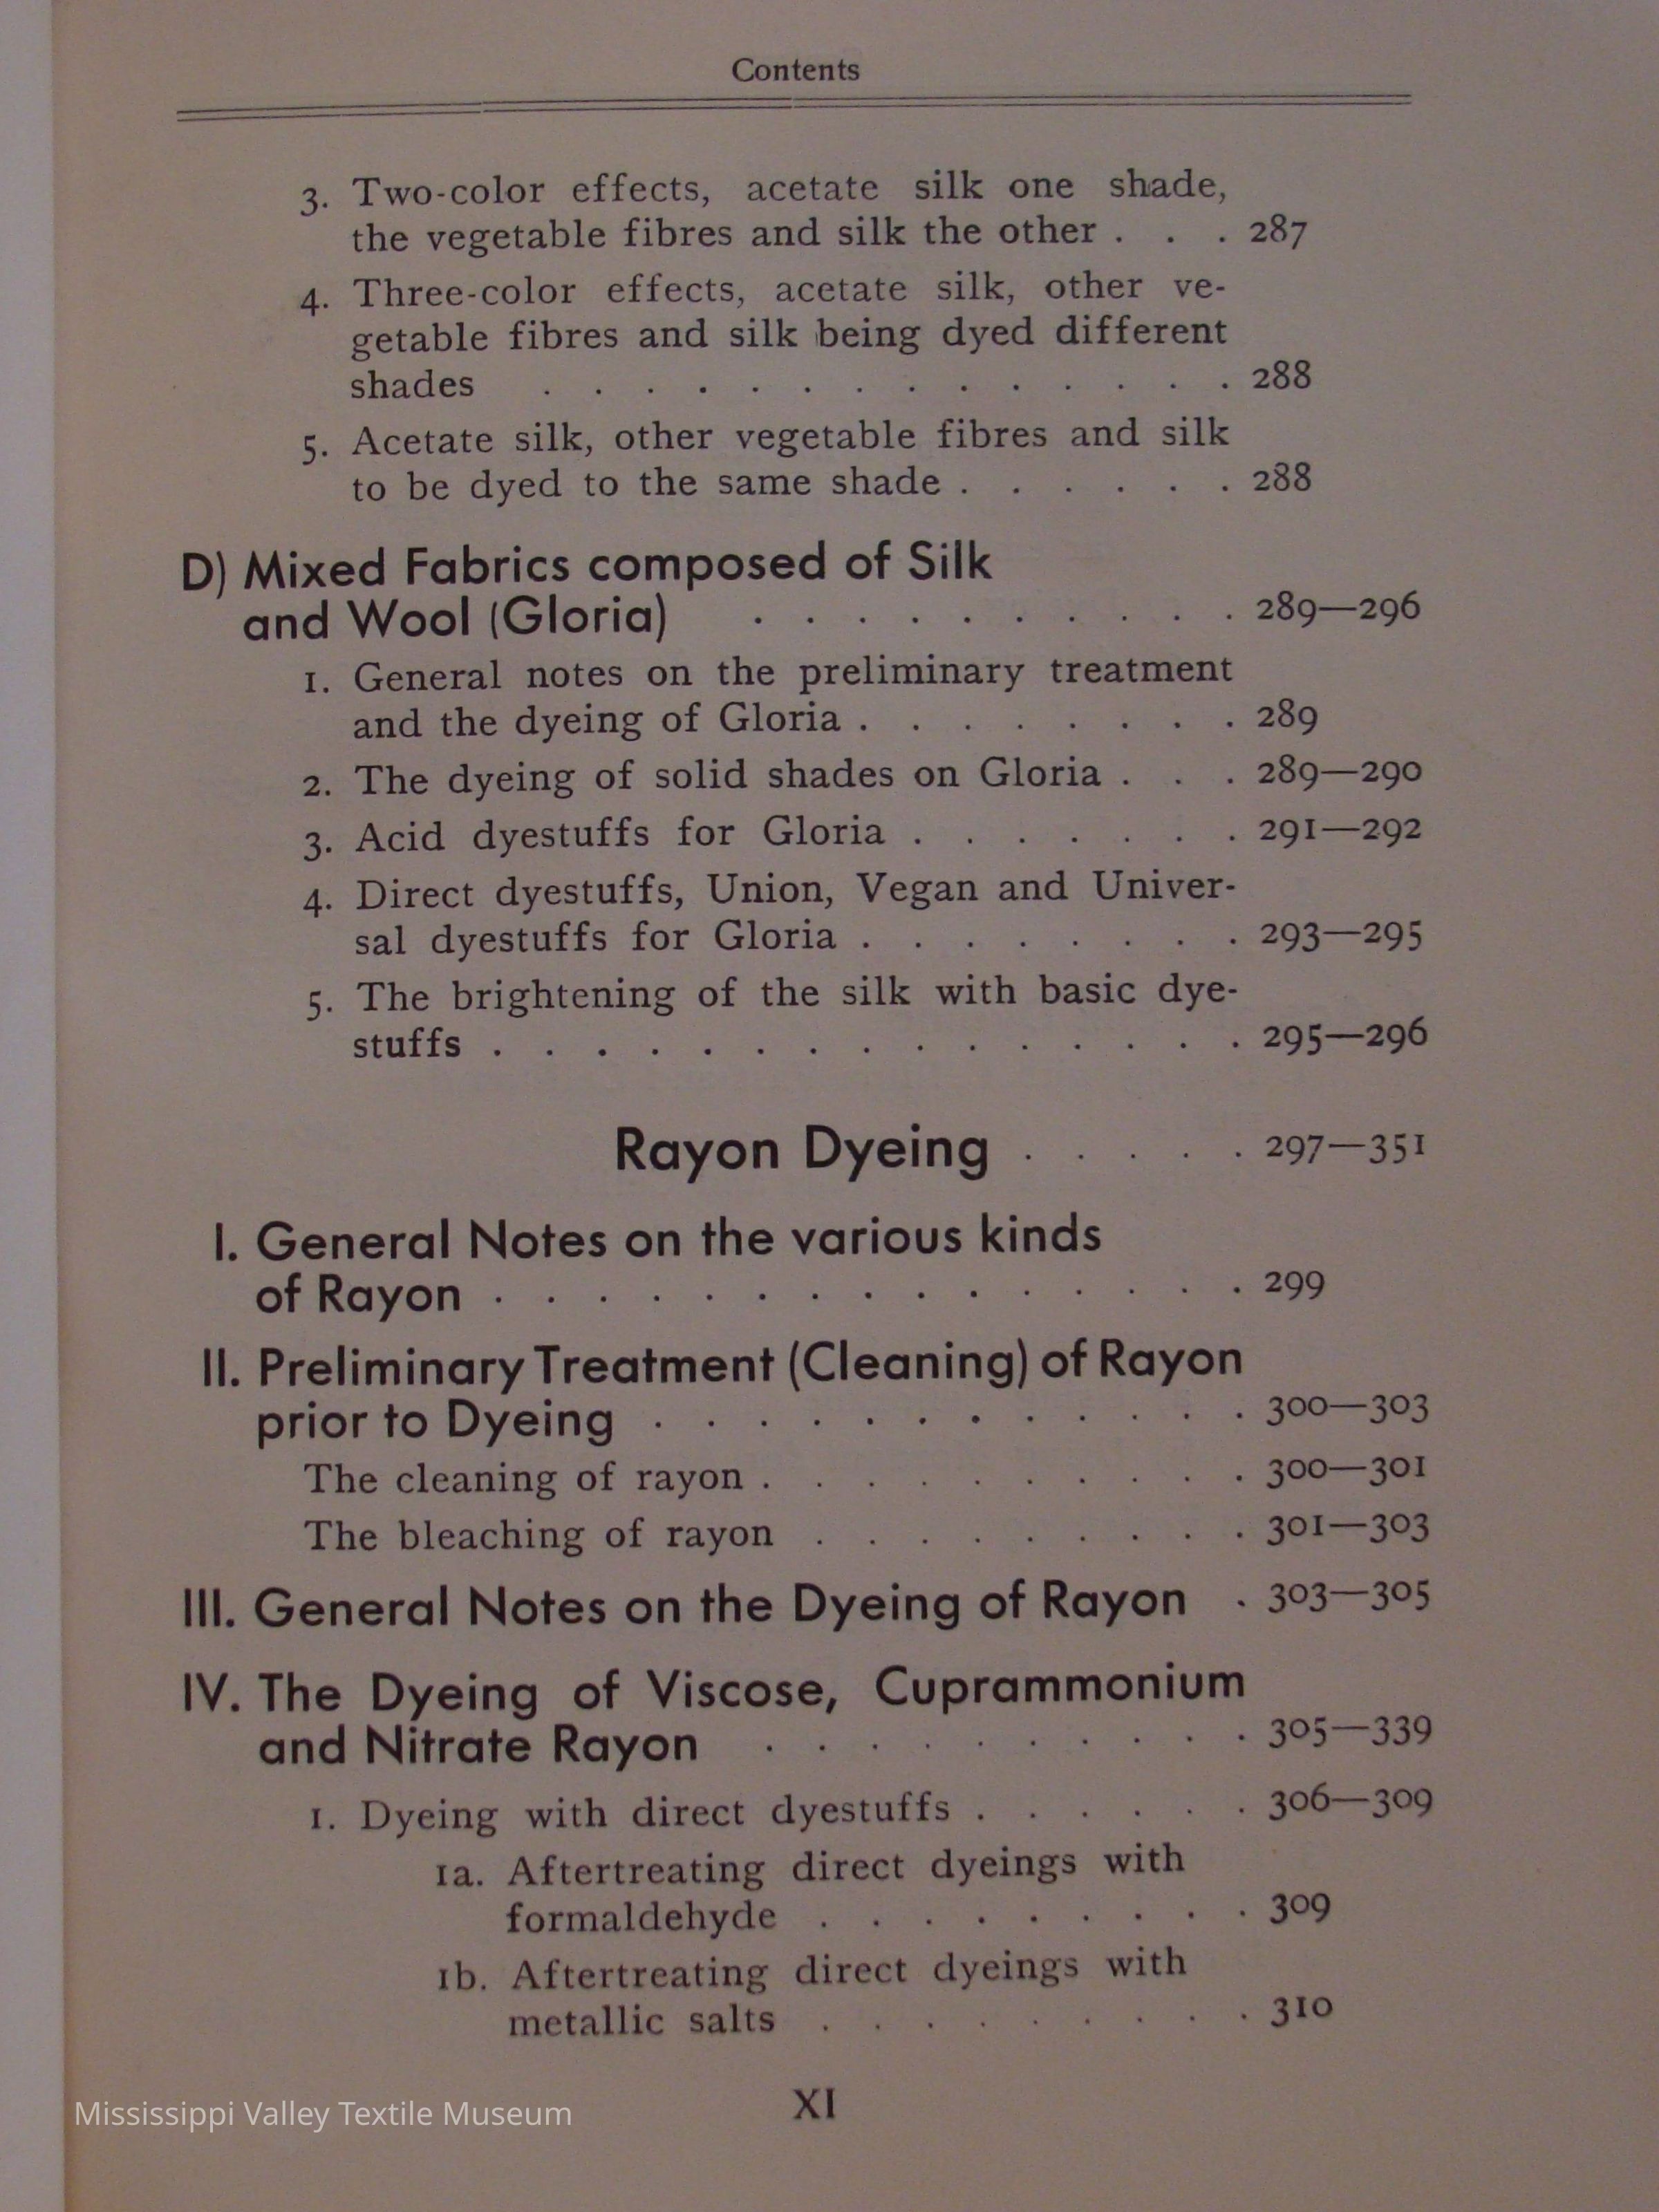 Contents
3. Two-color effects, acetate silk one shade,
the vegetable fibres and silk the other . . . 287
4. Three-color effects, acetate silk, other ve-
getable fibres and silk being dyed different
shades . . . . . . . . . . . . . . 288
5. Acetate silk, other vegetable fibres and silk
to be dyed to the same shade . . . . . . 288
D) Mixed Fabrics composed of Silk
and Wool (Gloria) . . . . . . . . . . 289—296
1. General notes on the preliminary treatment
and the dyeing of Gloria . . . . . . . . 289
2. The dyeing of solid shades on Gloria . . . 289—290
3. Acid dyestuffs for Gloria . . . . . . . 291—292
4. Direct dyestuffs, Union, Vegan and Univer-
sal dyestuffs for Gloria . . . . . . . . 293—295
5. The brightening of the silk with basic dye-
stuffs . . . . . . . . . . . . . . . 295—296
Rayon Dyeing . . . . . 297—351
I. General Notes on the various kinds
of Rayon . . . . . . . . . . . . . . . 299
II. Preliminary Treatment (Cleaning) of Rayon
prior to Dyeing . . . . . . . . . . . . 300—303
The cleaning of rayon . . . . . . . . . . 300—301
The bleaching of rayon . . . . . . . . . 301—303
III. General Notes on the Dyeing of Rayon . 303—305
IV. The Dyeing of Viscose, Cuprammonium
and Nitrate Rayon . . . . . . . . . . 305—339
1. Dyeing with direct dyestuffs . . . . . . 306—309
1a. Aftertreating direct dyeings with
formaldehyde . . . . . . . . . 309
1b. Aftertreating direct dyeings with
metallic salts . . . . . . . . . 310
XI
Mississippi Valley Textile Museum